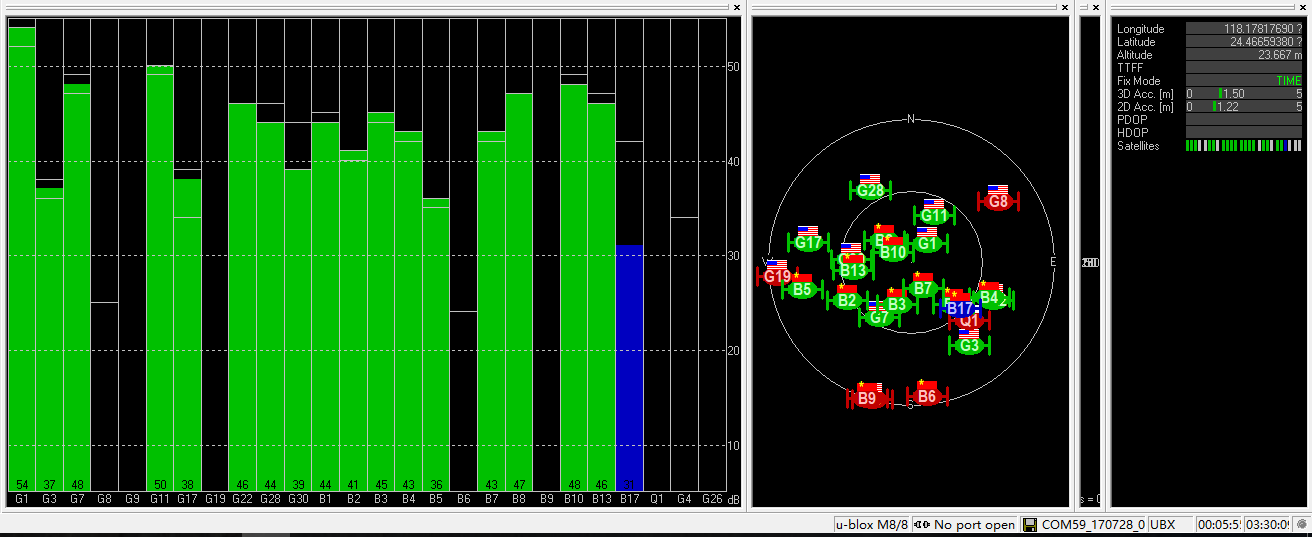 50
40
30
20
10
54 37 48 50 38 46 44 39 44 41 45 43 36 43 47 48 46 31
G1 G3 G7 G8 G9 G11 G17 G19 G22 G28 G30 B1 B2 B3 B4 B5 B6 B7 B8 B9 B10 B13 B17 Q1 G4 G26 dB
N
G28
G8
G11
G17
G1
B10
B13
E
G19
B5
B7
B2
B3
B4
B17
G7
Q1
G3
B9
B6
s = 0
Longitude 118.17817690 ?
Latitude 24.46659380 ?
Altitude 23.667 m
TTFF
Fix Mode TIME
3D Acc. [m] 0 1.50 5
2D Acc. [m] 0 1.22 5
PDOP
HDOP
Satellites
u-blox M8/8 No port open COM59_170728_0 UBX 00:05:5 03:30:0